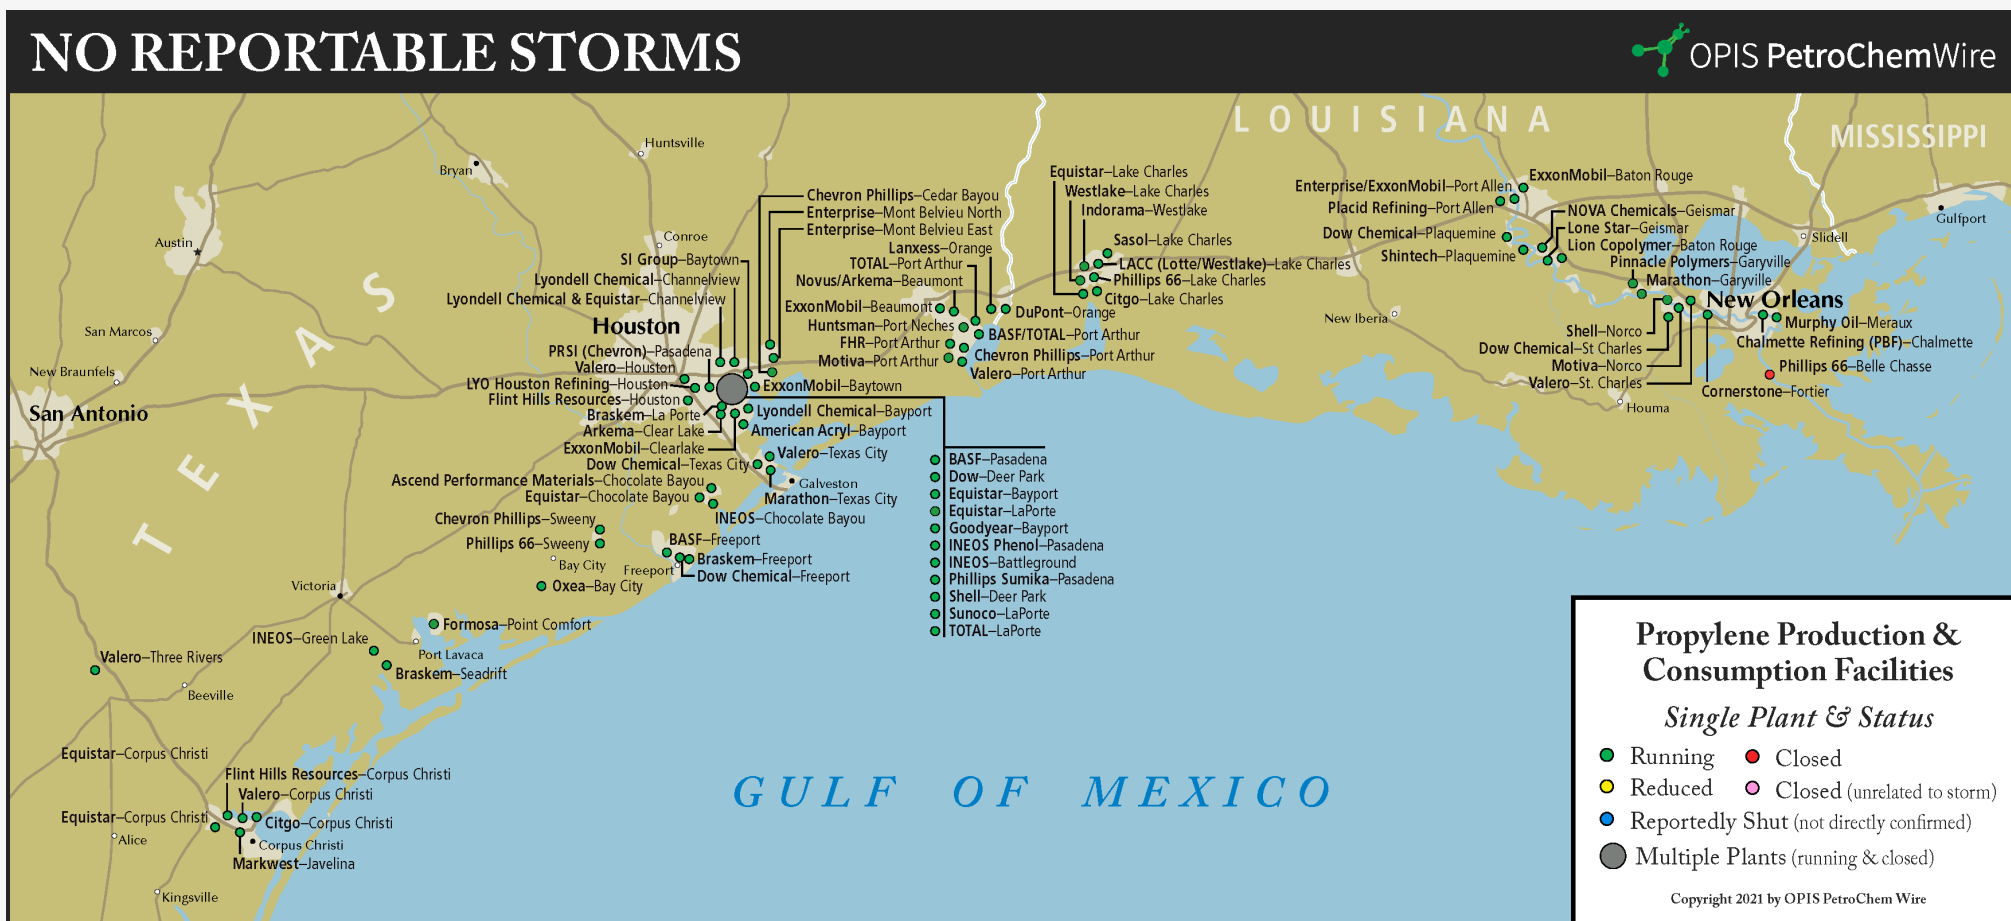 NO REPORTABLE STORMS
OPIS PetroChemWire
LOUISIANA
MISSISSIPPI
TEXAS
GULF OF MEXICO
Huntsville
Bryan
Austin
Conroe
San Marcos
New Braunfels
San Antonio
Houston
Chevron Phillips–Cedar Bayou
Enterprise–Mont Belvieu North
Enterprise–Mont Belvieu East
SI Group–Baytown
Lyondell Chemical–Channelview
Lyondell Chemical & Equistar–Channelview
PRSI (Chevron)–Pasadena
Valero–Houston
LYO Houston Refining–Houston
Flint Hills Resources–Houston
Braskem–La Porte
Arkema–Clear Lake
ExxonMobil–Clearlake
Dow Chemical–Texas City
Ascend Performance Materials–Chocolate Bayou
Equistar–Chocolate Bayou
INEOS–Chocolate Bayou
ExxonMobil–Baytown
Lyondell Chemical–Bayport
American Acryl–Bayport
Valero–Texas City
Galveston
Marathon–Texas City
Chevron Phillips–Sweeny
Phillips 66–Sweeny
BASF–Freeport
Braskem–Freeport
Dow Chemical–Freeport
Freeport
Bay City
Oxea–Bay City
Victoria
Formosa–Point Comfort
INEOS–Green Lake
Port Lavaca
Braskem–Seadrift
Valero–Three Rivers
Beeville
Equistar–Corpus Christi
Flint Hills Resources–Corpus Christi
Valero–Corpus Christi
Equistar–Corpus Christi
Citgo–Corpus Christi
Alice
Corpus Christi
Markwest–Javelina
Kingsville
BASF–Pasadena
Dow–Deer Park
Equistar–Bayport
Equistar–LaPorte
Goodyear–Bayport
INEOS Phenol–Pasadena
INEOS–Battleground
Phillips Sumika–Pasadena
Shell–Deer Park
Sunoco–LaPorte
TOTAL–LaPorte
Lanxess–Orange
TOTAL–Port Arthur
Novus/Arkema–Beaumont
ExxonMobil–Beaumont
Huntsman–Port Neches
FHR–Port Arthur
Motiva–Port Arthur
DuPont–Orange
BASF/TOTAL–Port Arthur
Chevron Phillips–Port Arthur
Valero–Port Arthur
Equistar–Lake Charles
Westlake–Lake Charles
Indorama–Westlake
Sasol–Lake Charles
LACC (Lotte/Westlake)–Lake Charles
Phillips 66–Lake Charles
Citgo–Lake Charles
New Iberia
ExxonMobil–Baton Rouge
Enterprise/ExxonMobil–Port Allen
Placid Refining–Port Allen
Dow Chemical–Plaquemine
Shintech–Plaquemine
NOVA Chemicals–Geismar
Lone Star–Geismar
Lion Copolymer–Baton Rouge
Pinnacle Polymers–Garyville
Marathon–Garyville
New Orleans
Slidell
Gulfport
Shell–Norco
Dow Chemical–St Charles
Motiva–Norco
Valero–St. Charles
Cornerstone–Fortier
Murphy Oil–Meraux
Chalmette Refining (PBF)–Chalmette
Phillips 66–Belle Chasse
Houma
Propylene Production &
Consumption Facilities
Single Plant & Status
Running
Closed
Reduced
Closed (unrelated to storm)
Reportedly Shut (not directly confirmed)
Multiple Plants (running & closed)
Copyright 2021 by OPIS PetroChem Wire